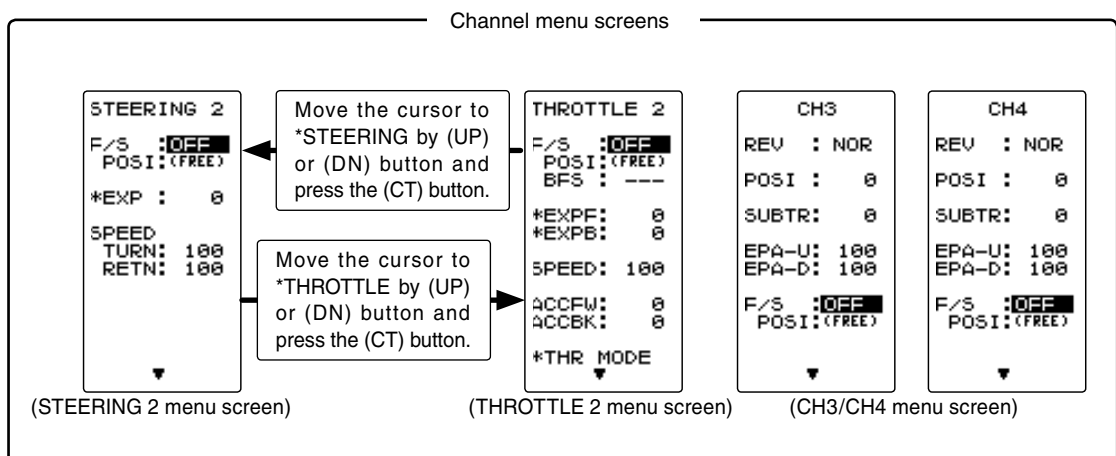 Channel menu screens
STEERING 2
F/S :OFF
POSI:(FREE)
*EXP : 0
SPEED
TURN: 100
RETN: 100
▼
(STEERING 2 menu screen)
Move the cursor to
*STEERING by (UP)
or (DN) button and
press the (CT) button.
Move the cursor to
*THROTTLE by (UP)
or (DN) button and
press the (CT) button.
THROTTLE 2
F/S :OFF
POSI:(FREE)
BFS : ---
*EXPF: 0
*EXPB: 0
SPEED: 100
ACCFW: 0
ACCBK: 0
*THR MODE
▼
(THROTTLE 2 menu screen)
CH3
REV : NOR
POSI : 0
SUBTR: 0
EPA-U: 100
EPA-D: 100
F/S :OFF
POSI:(FREE)
▼
CH4
REV : NOR
POSI : 0
SUBTR: 0
EPA-U: 100
EPA-D: 100
F/S :OFF
POSI:(FREE)
▼
(CH3/CH4 menu screen)